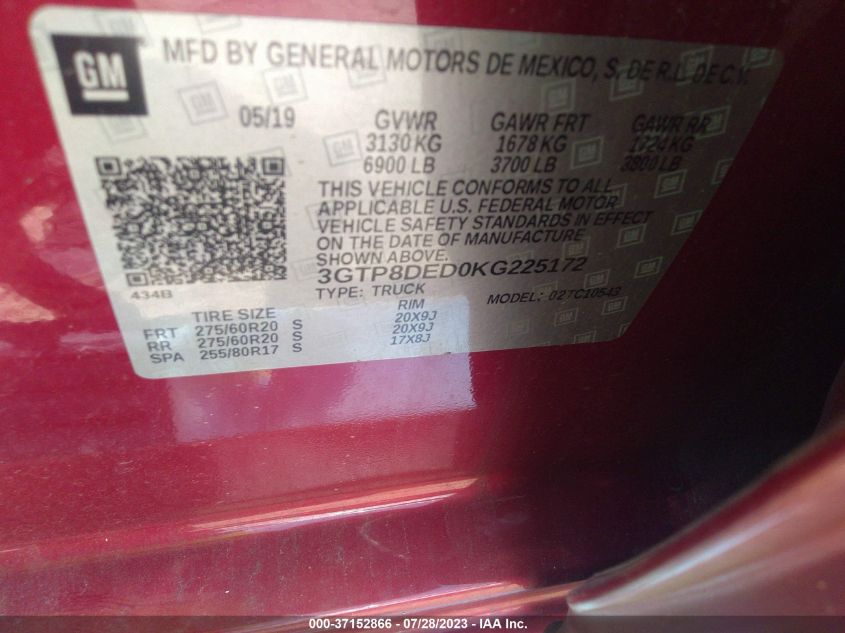 GM MFD BY GENERAL MOTORS DE MEXICO, S. DE R.L. DE C.V.
05/19 GVWR GAWR FRT GAWR RR
3130 KG 1678 KG 1724 KG
6900 LB 3700 LB 3800 LB
THIS VEHICLE CONFORMS TO ALL
APPLICABLE U.S. FEDERAL MOTOR
VEHICLE SAFETY STANDARDS IN EFFECT
ON THE DATE OF MANUFACTURE
SHOWN ABOVE.
3GTP8DED0KG225172
434B TYPE: TRUCK MODEL: 02TC10543
TIRE SIZE RIM
FRT 275/60R20 S 20X9J
RR 275/60R20 S 20X9J
SPA 255/80R17 S 17X8J
000-37152866 - 07/28/2023 - IAA Inc.